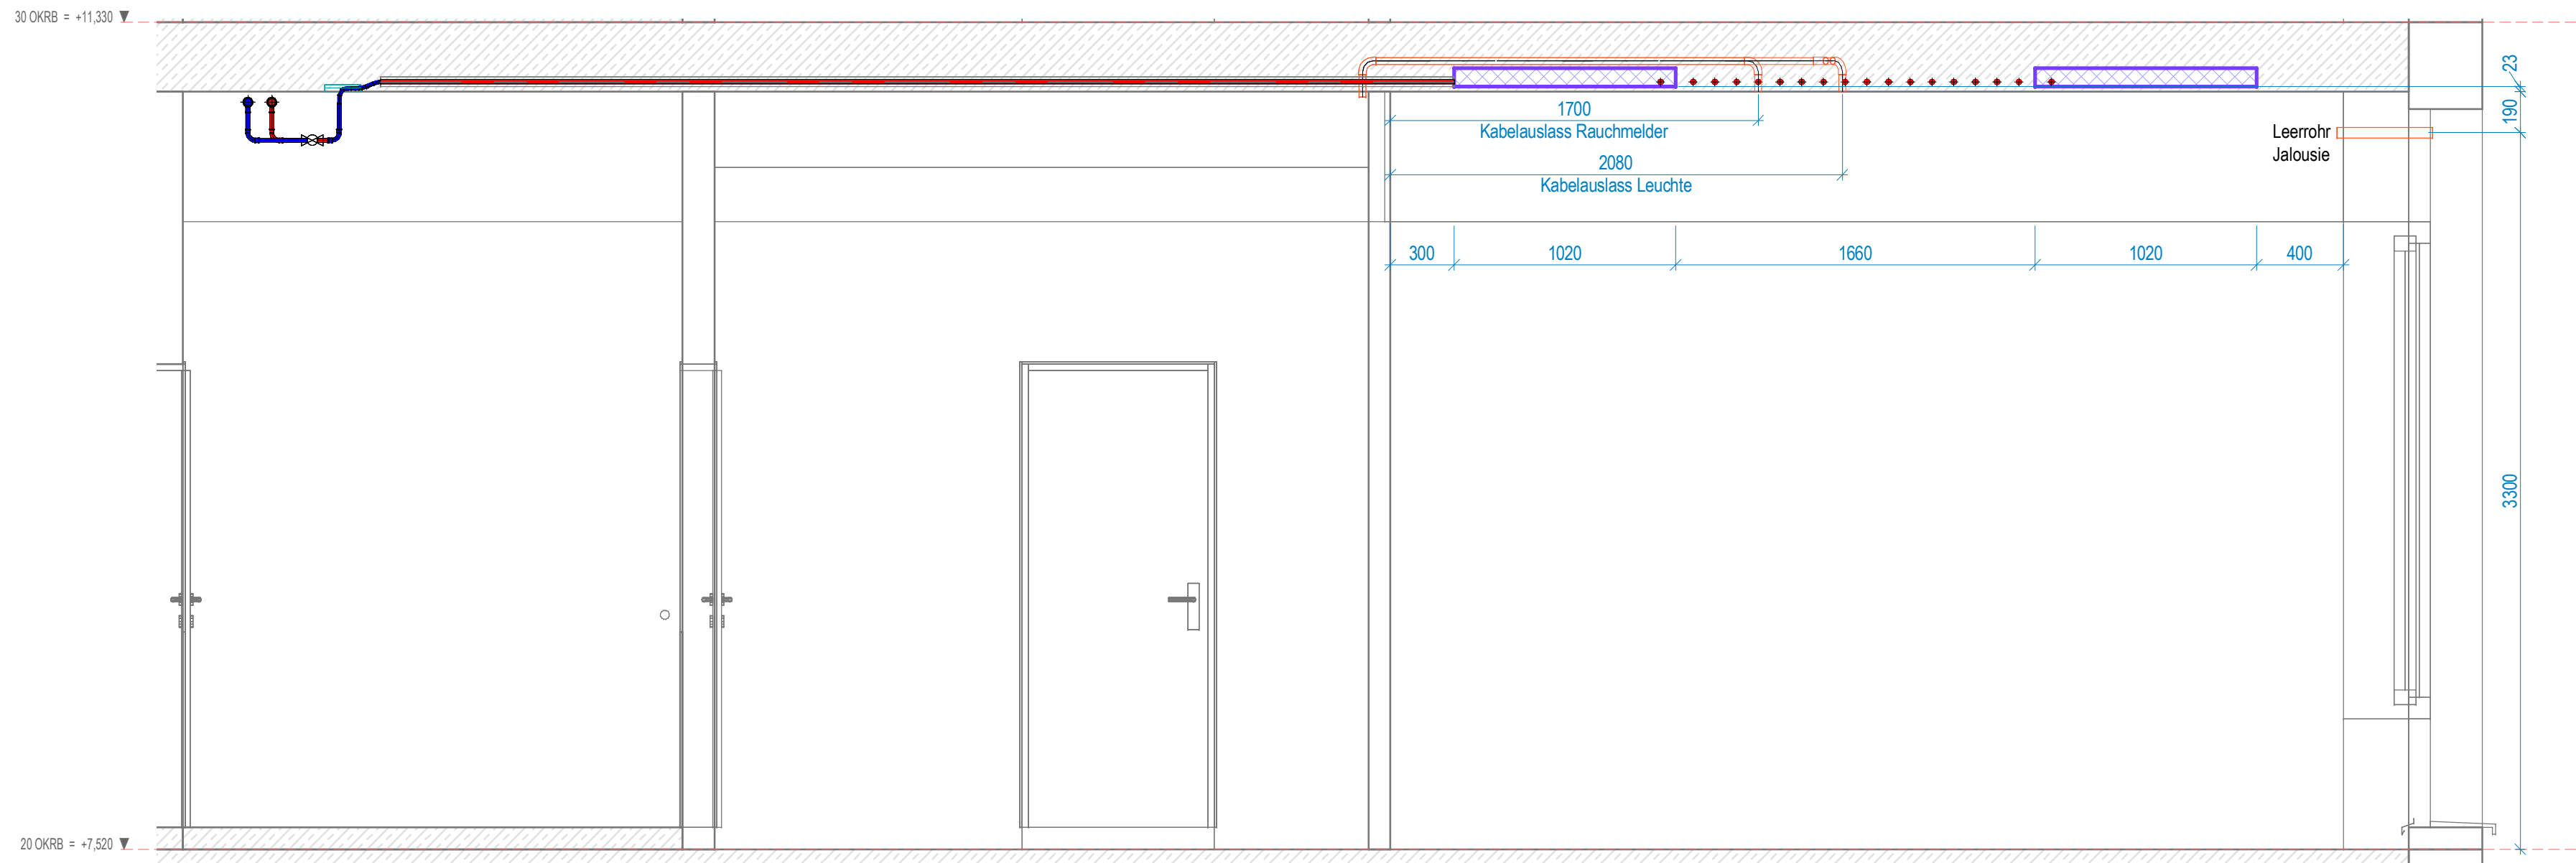 30 OKRB = +11,330
23
190
1700
Kabelauslass Rauchmelder
Leerrohr
Jalousie
2080
Kabelauslass Leuchte
300
1020
1660
1020
400
3300
20 OKRB = +7,520